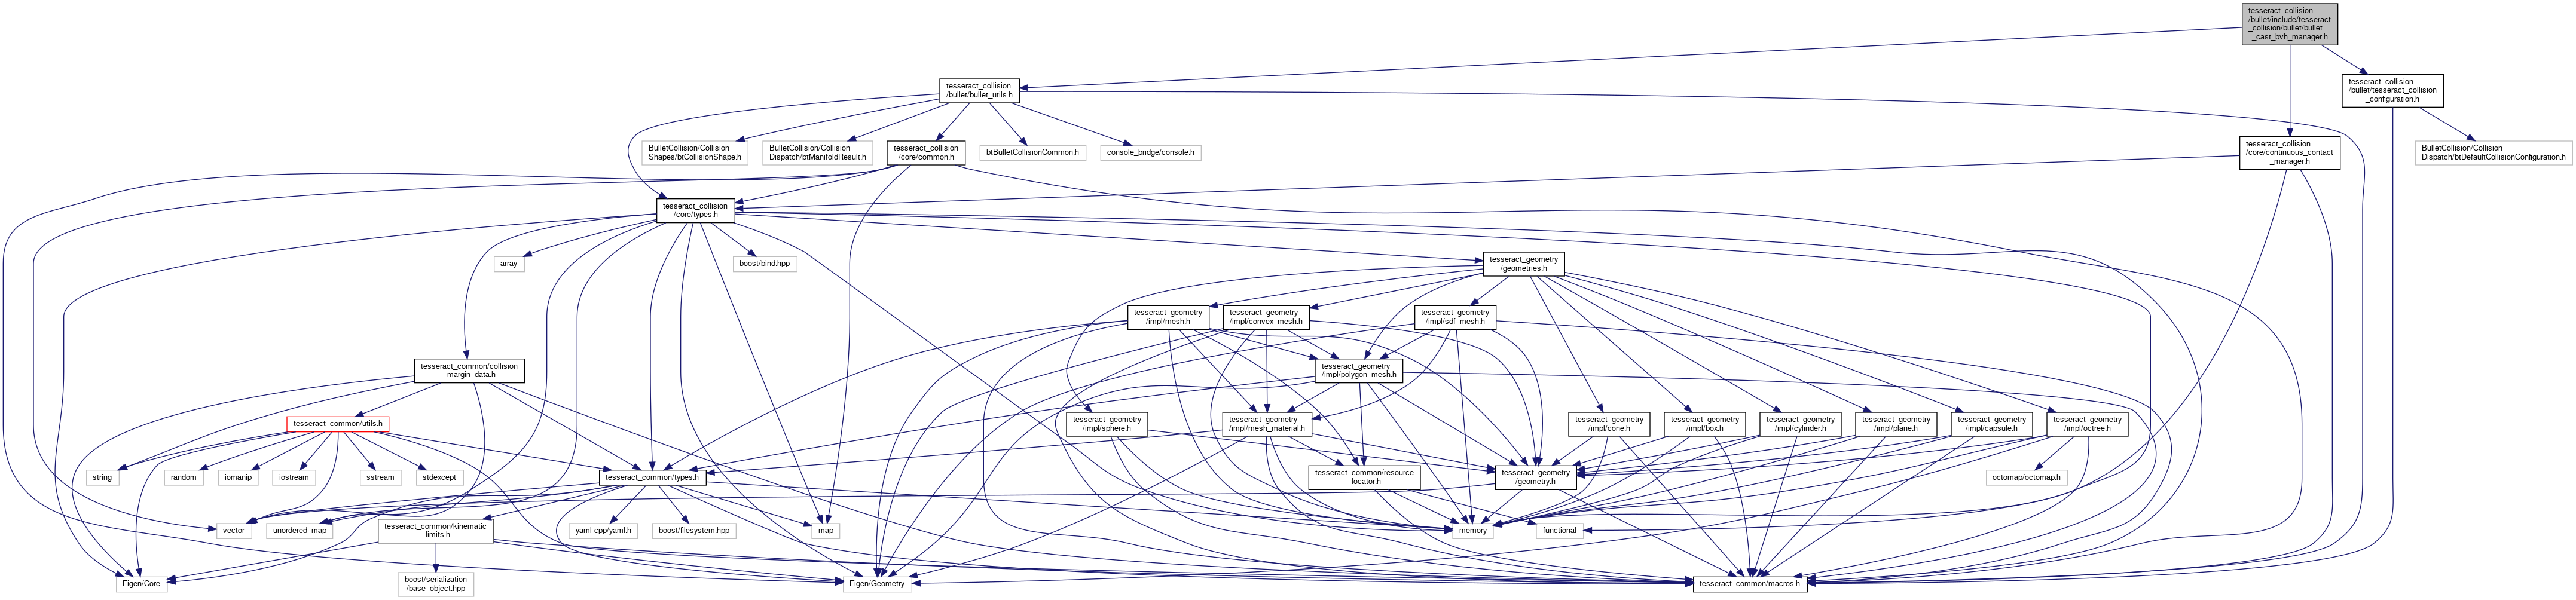 tesseract_collision
/bullet/include/tesseract
_collision/bullet/bullet
_cast_bvh_manager.h
tesseract_collision
/bullet/bullet_utils.h
tesseract_collision
/bullet/tesseract_collision
_configuration.h
BulletCollision/Collision
Shapes/btCollisionShape.h
BulletCollision/Collision
Dispatch/btManifoldResult.h
tesseract_collision
/core/common.h
btBulletCollisionCommon.h
console_bridge/console.h
tesseract_collision
/core/continuous_contact
_manager.h
BulletCollision/Collision
Dispatch/btDefaultCollisionConfiguration.h
tesseract_collision
/core/types.h
array
boost/bind.hpp
tesseract_geometry
/geometries.h
tesseract_geometry
/impl/mesh.h
tesseract_geometry
/impl/convex_mesh.h
tesseract_geometry
/impl/sdf_mesh.h
tesseract_common/collision
_margin_data.h
tesseract_geometry
/impl/polygon_mesh.h
tesseract_common/utils.h
tesseract_geometry
/impl/sphere.h
tesseract_geometry
/impl/mesh_material.h
tesseract_geometry
/impl/cone.h
tesseract_geometry
/impl/box.h
tesseract_geometry
/impl/cylinder.h
tesseract_geometry
/impl/plane.h
tesseract_geometry
/impl/capsule.h
tesseract_geometry
/impl/octree.h
string
random
iomanip
iostream
sstream
stdexcept
tesseract_common/types.h
tesseract_common/resource
_locator.h
tesseract_geometry
/geometry.h
octomap/octomap.h
vector
unordered_map
tesseract_common/kinematic
_limits.h
yaml-cpp/yaml.h
boost/filesystem.hpp
map
memory
functional
Eigen/Core
boost/serialization
/base_object.hpp
Eigen/Geometry
tesseract_common/macros.h